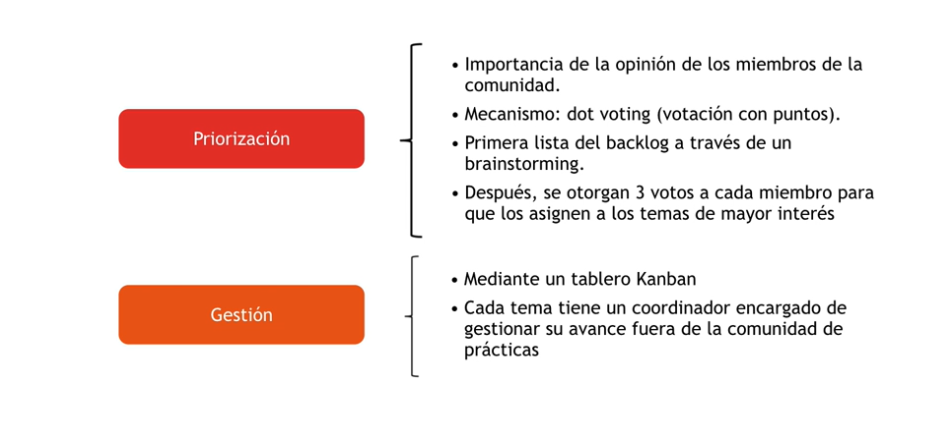 Priorización
• Importancia de la opinión de los miembros de la
comunidad.
• Mecanismo: dot voting (votación con puntos).
• Primera lista del backlog a través de un
brainstorming.
• Después, se otorgan 3 votos a cada miembro para
que los asignen a los temas de mayor interés
Gestión
• Mediante un tablero Kanban
• Cada tema tiene un coordinador encargado de
gestionar su avance fuera de la comunidad de
prácticas